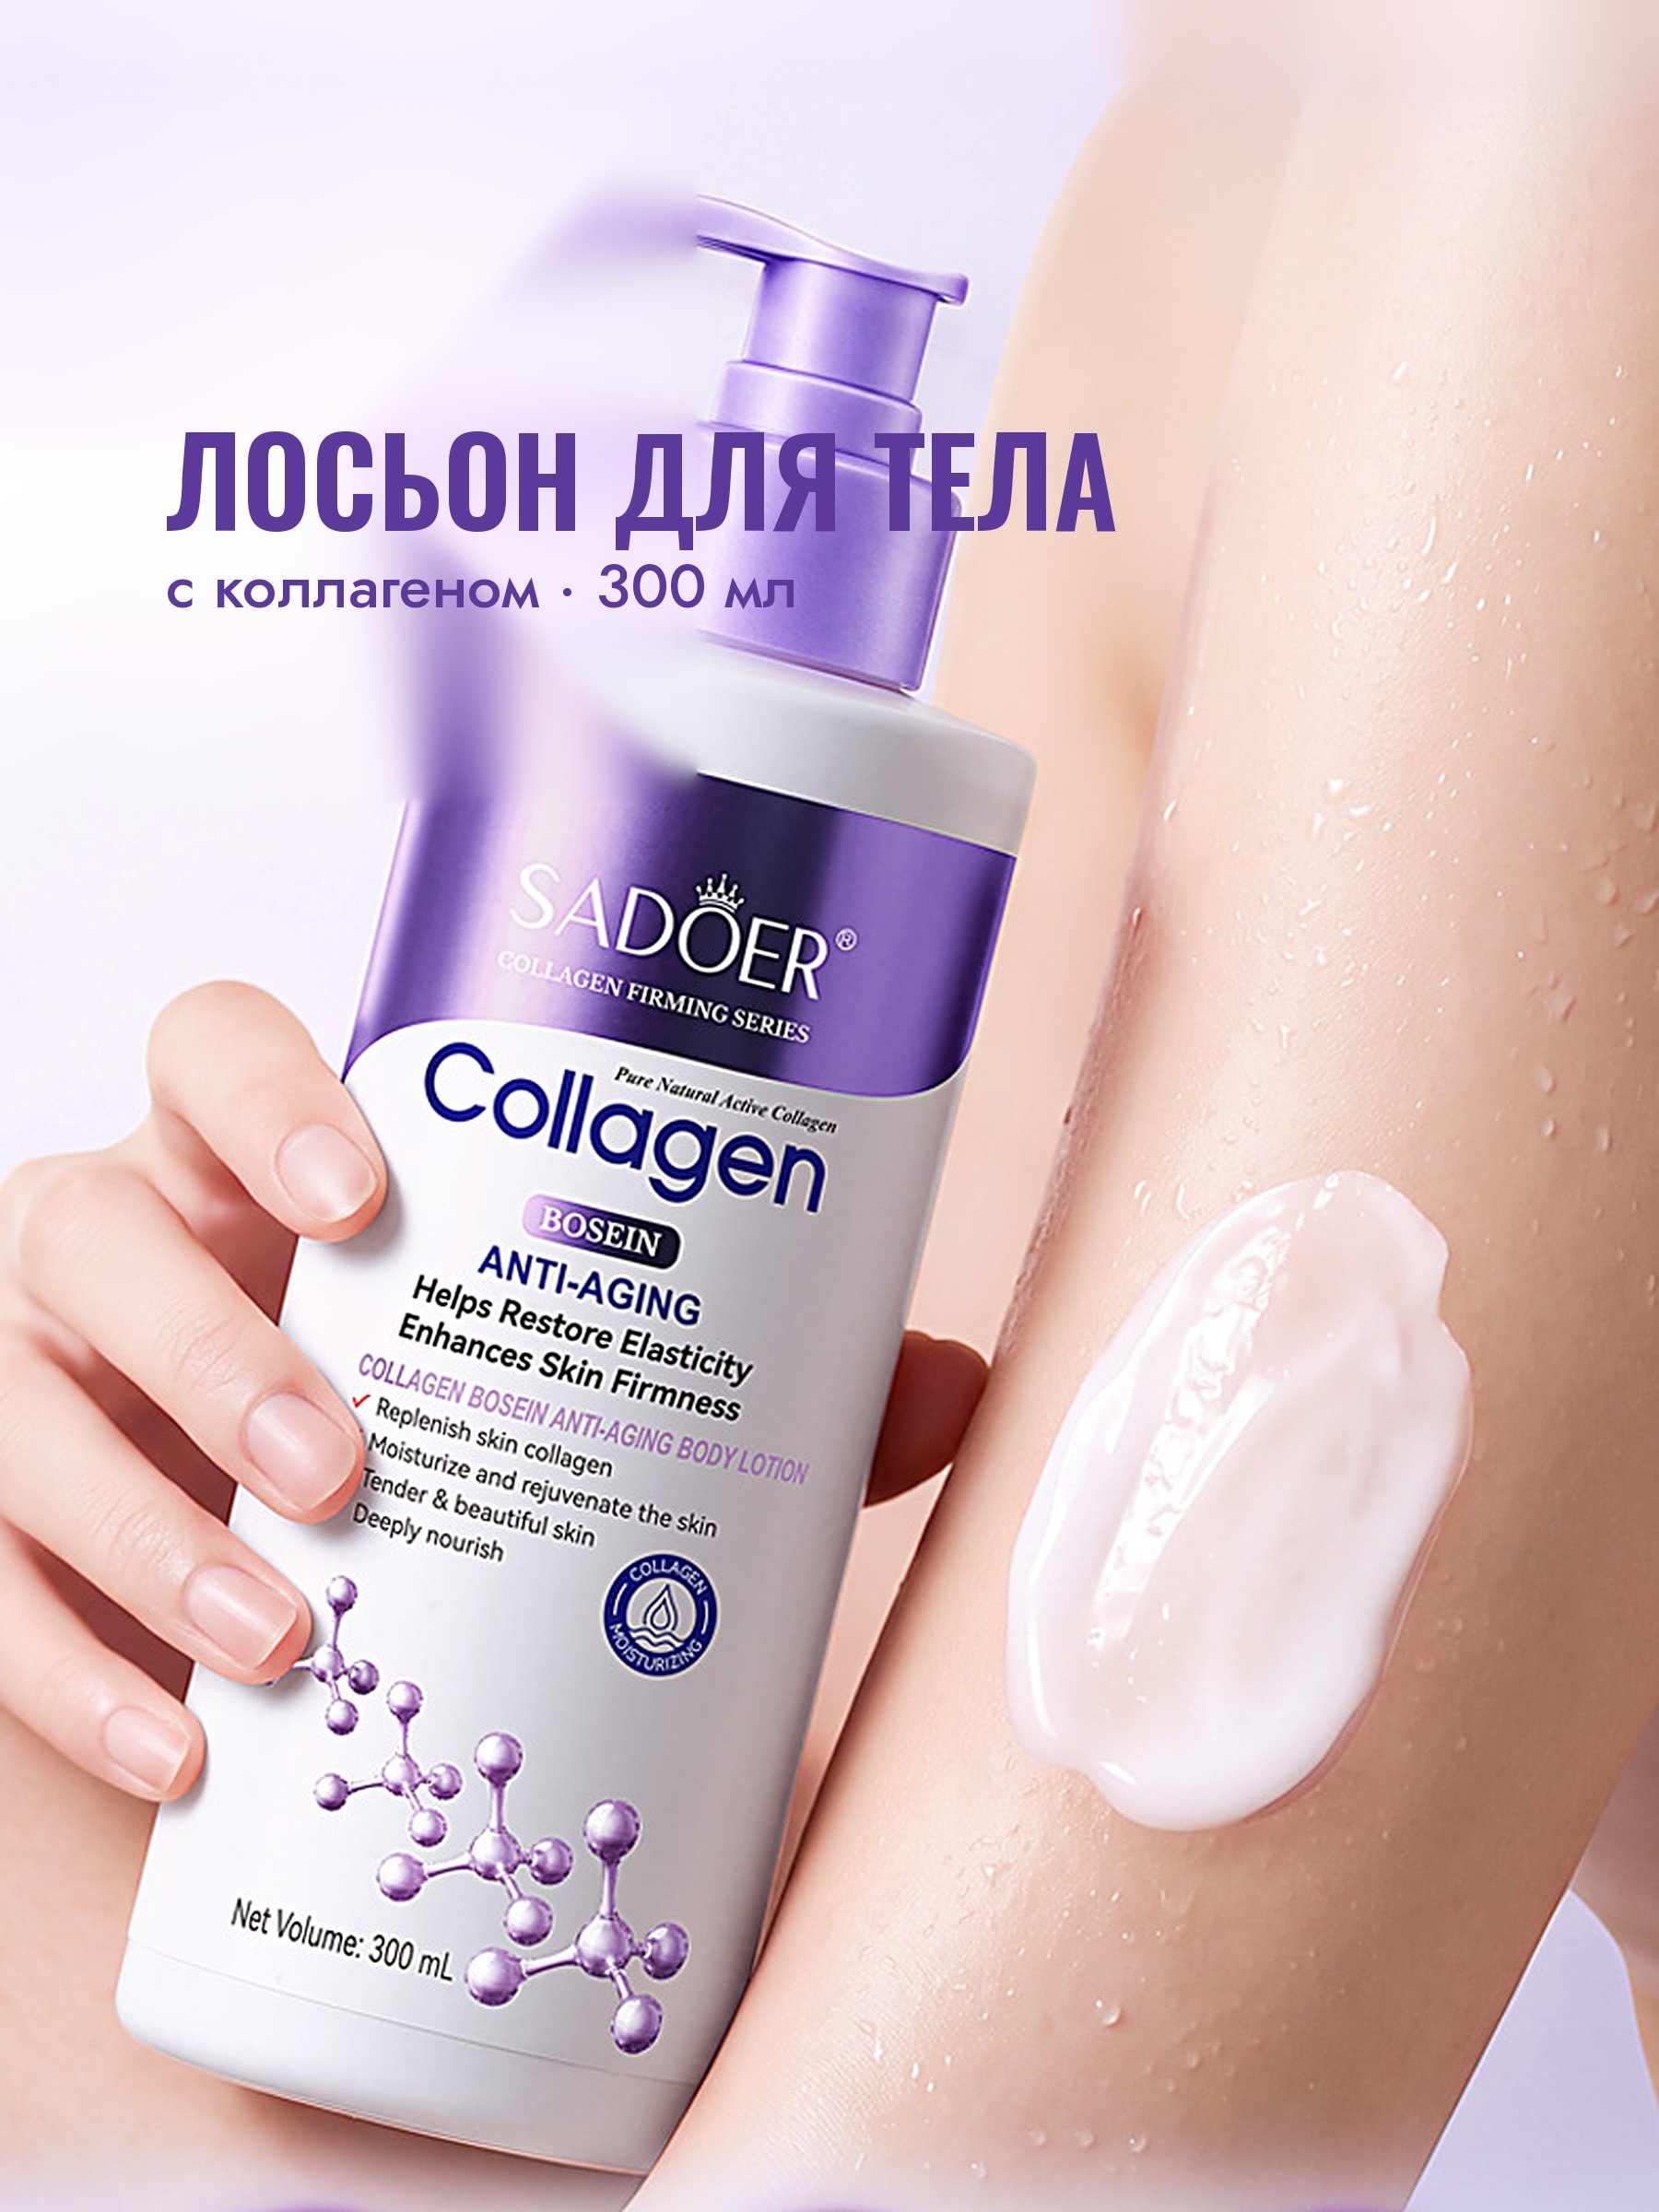 ЛОСЬОН ДЛЯ ТЕЛА
с коллагеном · 300 мл
SADOER®
COLLAGEN FIRMING SERIES
Pure Natural Active Collagen
Collagen
BOSEIN
ANTI-AGING
Helps Restore Elasticity
Enhances Skin Firmness
COLLAGEN BOSEIN ANTI-AGING BODY LOTION
✓ Replenish skin collagen
Moisturize and rejuvenate the skin
Tender & beautiful skin
Deeply nourish
COLLAGEN
MOISTURIZING
Net Volume: 300 mL